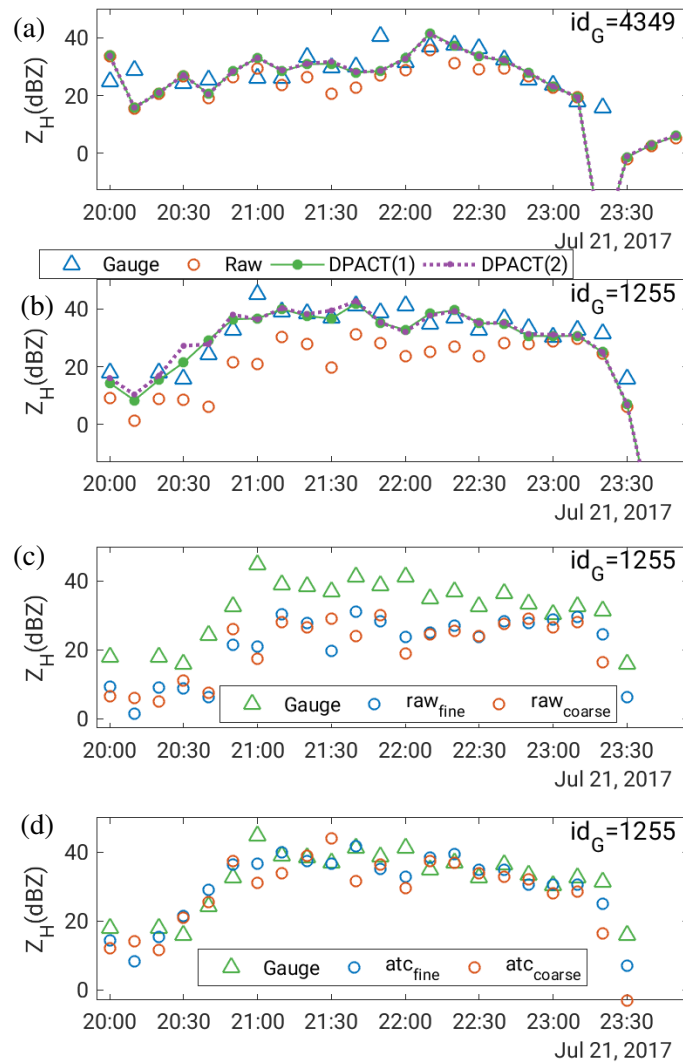 (a)
id_G=4349
40
20
0
Z_H(dBZ)
20:00 20:30 21:00 21:30 22:00 22:30 23:00 23:30
Jul 21, 2017
Gauge Raw DPACT(1) DPACT(2)
(b)
id_G=1255
40
20
0
Z_H(dBZ)
20:00 20:30 21:00 21:30 22:00 22:30 23:00 23:30
Jul 21, 2017
(c)
id_G=1255
40
20
0
Z_H(dBZ)
Gauge raw_fine raw_coarse
20:00 20:30 21:00 21:30 22:00 22:30 23:00 23:30
Jul 21, 2017
(d)
id_G=1255
40
20
0
Z_H(dBZ)
Gauge atc_fine atc_coarse
20:00 20:30 21:00 21:30 22:00 22:30 23:00 23:30
Jul 21, 2017